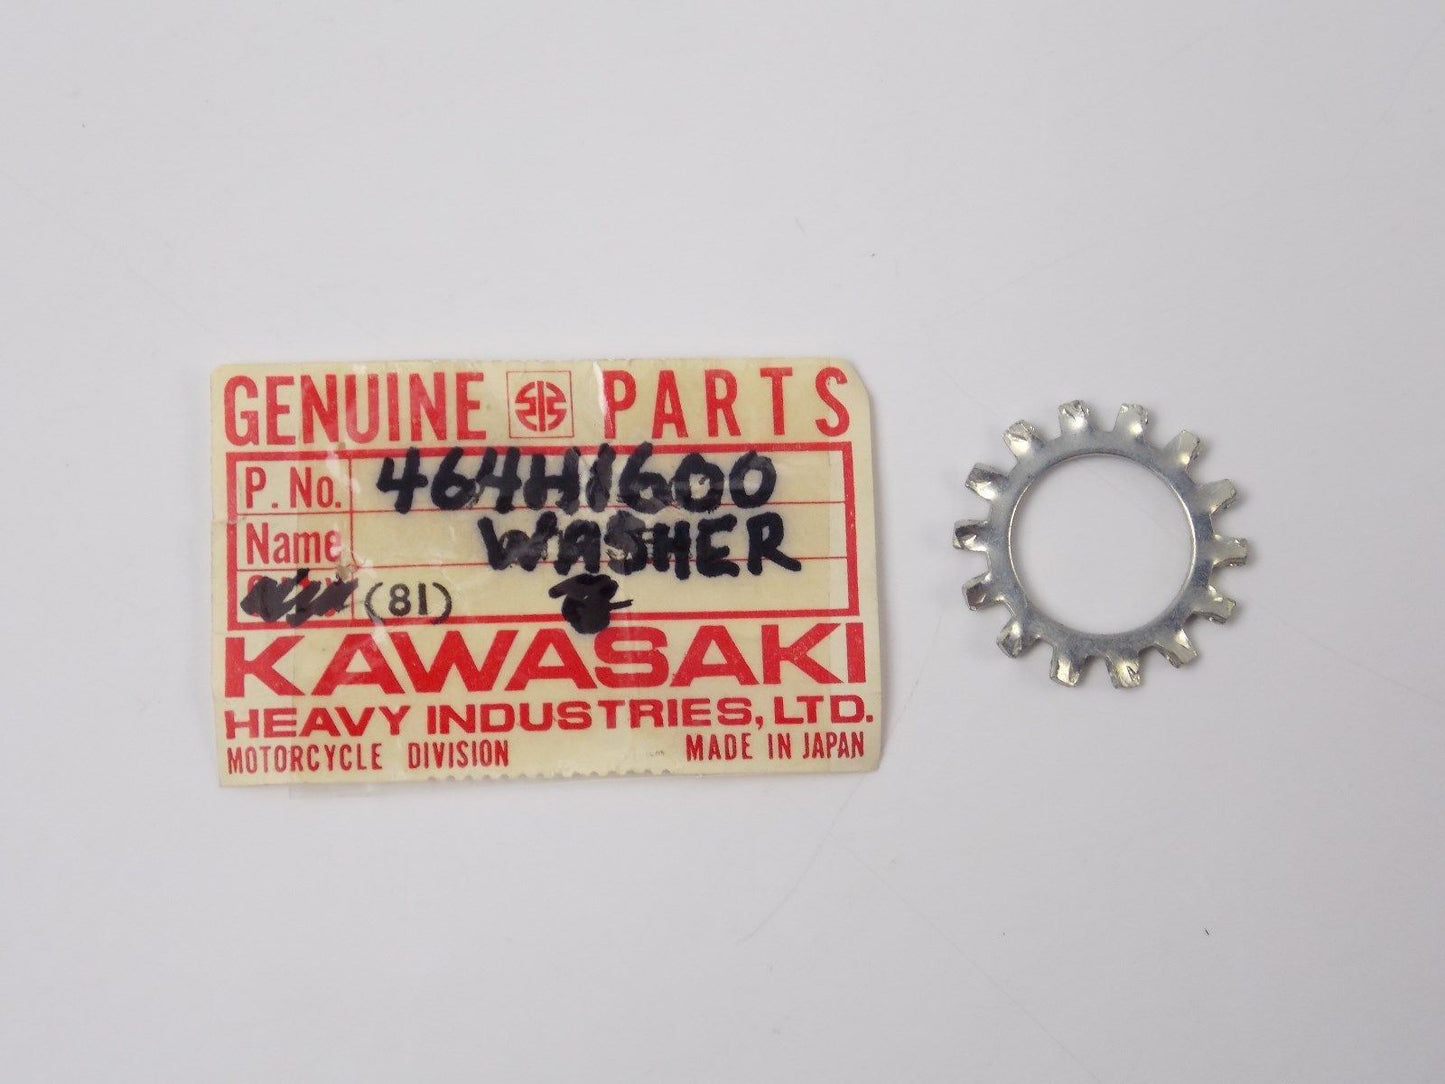 GENUINE PARTS
P. No. 464H1600
Name WASHER
(81)
KAWASAKI
HEAVY INDUSTRIES, LTD.
MOTORCYCLE DIVISION MADE IN JAPAN